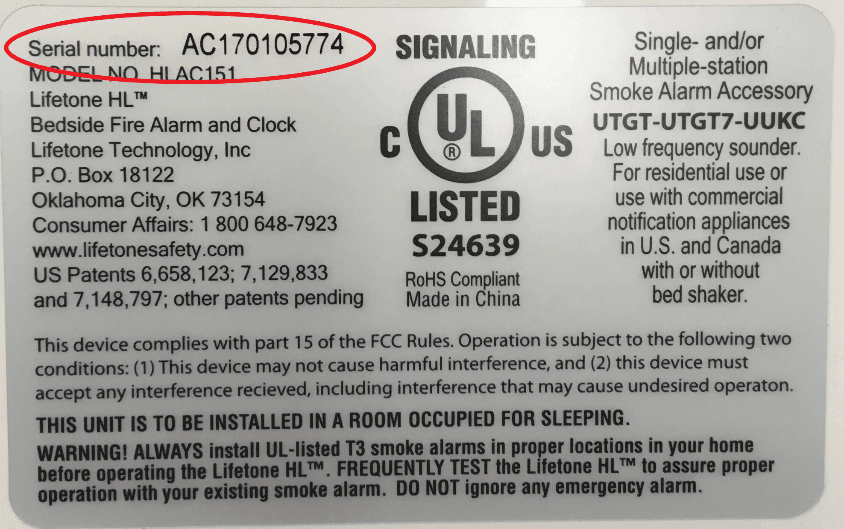 Serial number: AC170105774
MODEL NO. HLAC151
Lifetone HL™
Bedside Fire Alarm and Clock
Lifetone Technology, Inc
P.O. Box 18122
Oklahoma City, OK 73154
Consumer Affairs: 1 800 648-7923
www.lifetonesafety.com
US Patents 6,658,123; 7,129,833
and 7,148,797; other patents pending
SIGNALING
C UL ® US
LISTED
S24639
RoHS Compliant
Made in China
Single- and/or
Multiple-station
Smoke Alarm Accessory
UTGT-UTGT7-UUKC
Low frequency sounder.
For residential use or
use with commercial
notification appliances
in U.S. and Canada
with or without
bed shaker.
This device complies with part 15 of the FCC Rules. Operation is subject to the following two
conditions: (1) This device may not cause harmful interference, and (2) this device must
accept any interference recieved, including interference that may cause undesired operaton.
THIS UNIT IS TO BE INSTALLED IN A ROOM OCCUPIED FOR SLEEPING.
WARNING! ALWAYS install UL-listed T3 smoke alarms in proper locations in your home
before operating the Lifetone HL™. FREQUENTLY TEST the Lifetone HL™ to assure proper
operation with your existing smoke alarm. DO NOT ignore any emergency alarm.